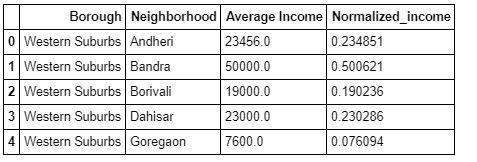 Borough Neighborhood Average Income Normalized_income
0 Western Suburbs Andheri 23456.0 0.234851
1 Western Suburbs Bandra 50000.0 0.500621
2 Western Suburbs Borivali 19000.0 0.190236
3 Western Suburbs Dahisar 23000.0 0.230286
4 Western Suburbs Goregaon 7600.0 0.076094